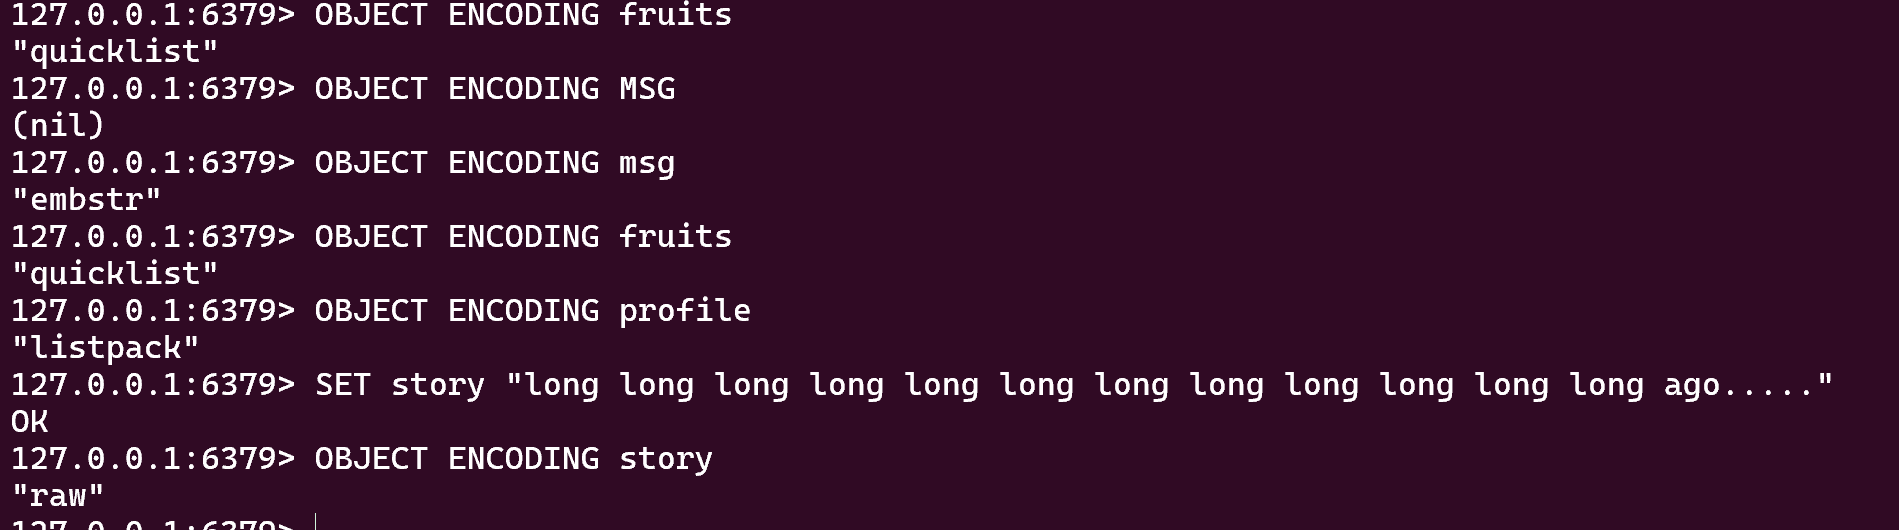 127.0.0.1:6379> OBJECT ENCODING fruits
"quicklist"
127.0.0.1:6379> OBJECT ENCODING MSG
(nil)
127.0.0.1:6379> OBJECT ENCODING msg
"embstr"
127.0.0.1:6379> OBJECT ENCODING fruits
"quicklist"
127.0.0.1:6379> OBJECT ENCODING profile
"listpack"
127.0.0.1:6379> SET story "long long long long long long long long long long long long ago....."
OK
127.0.0.1:6379> OBJECT ENCODING story
"raw"
127.0.0.1:6379>